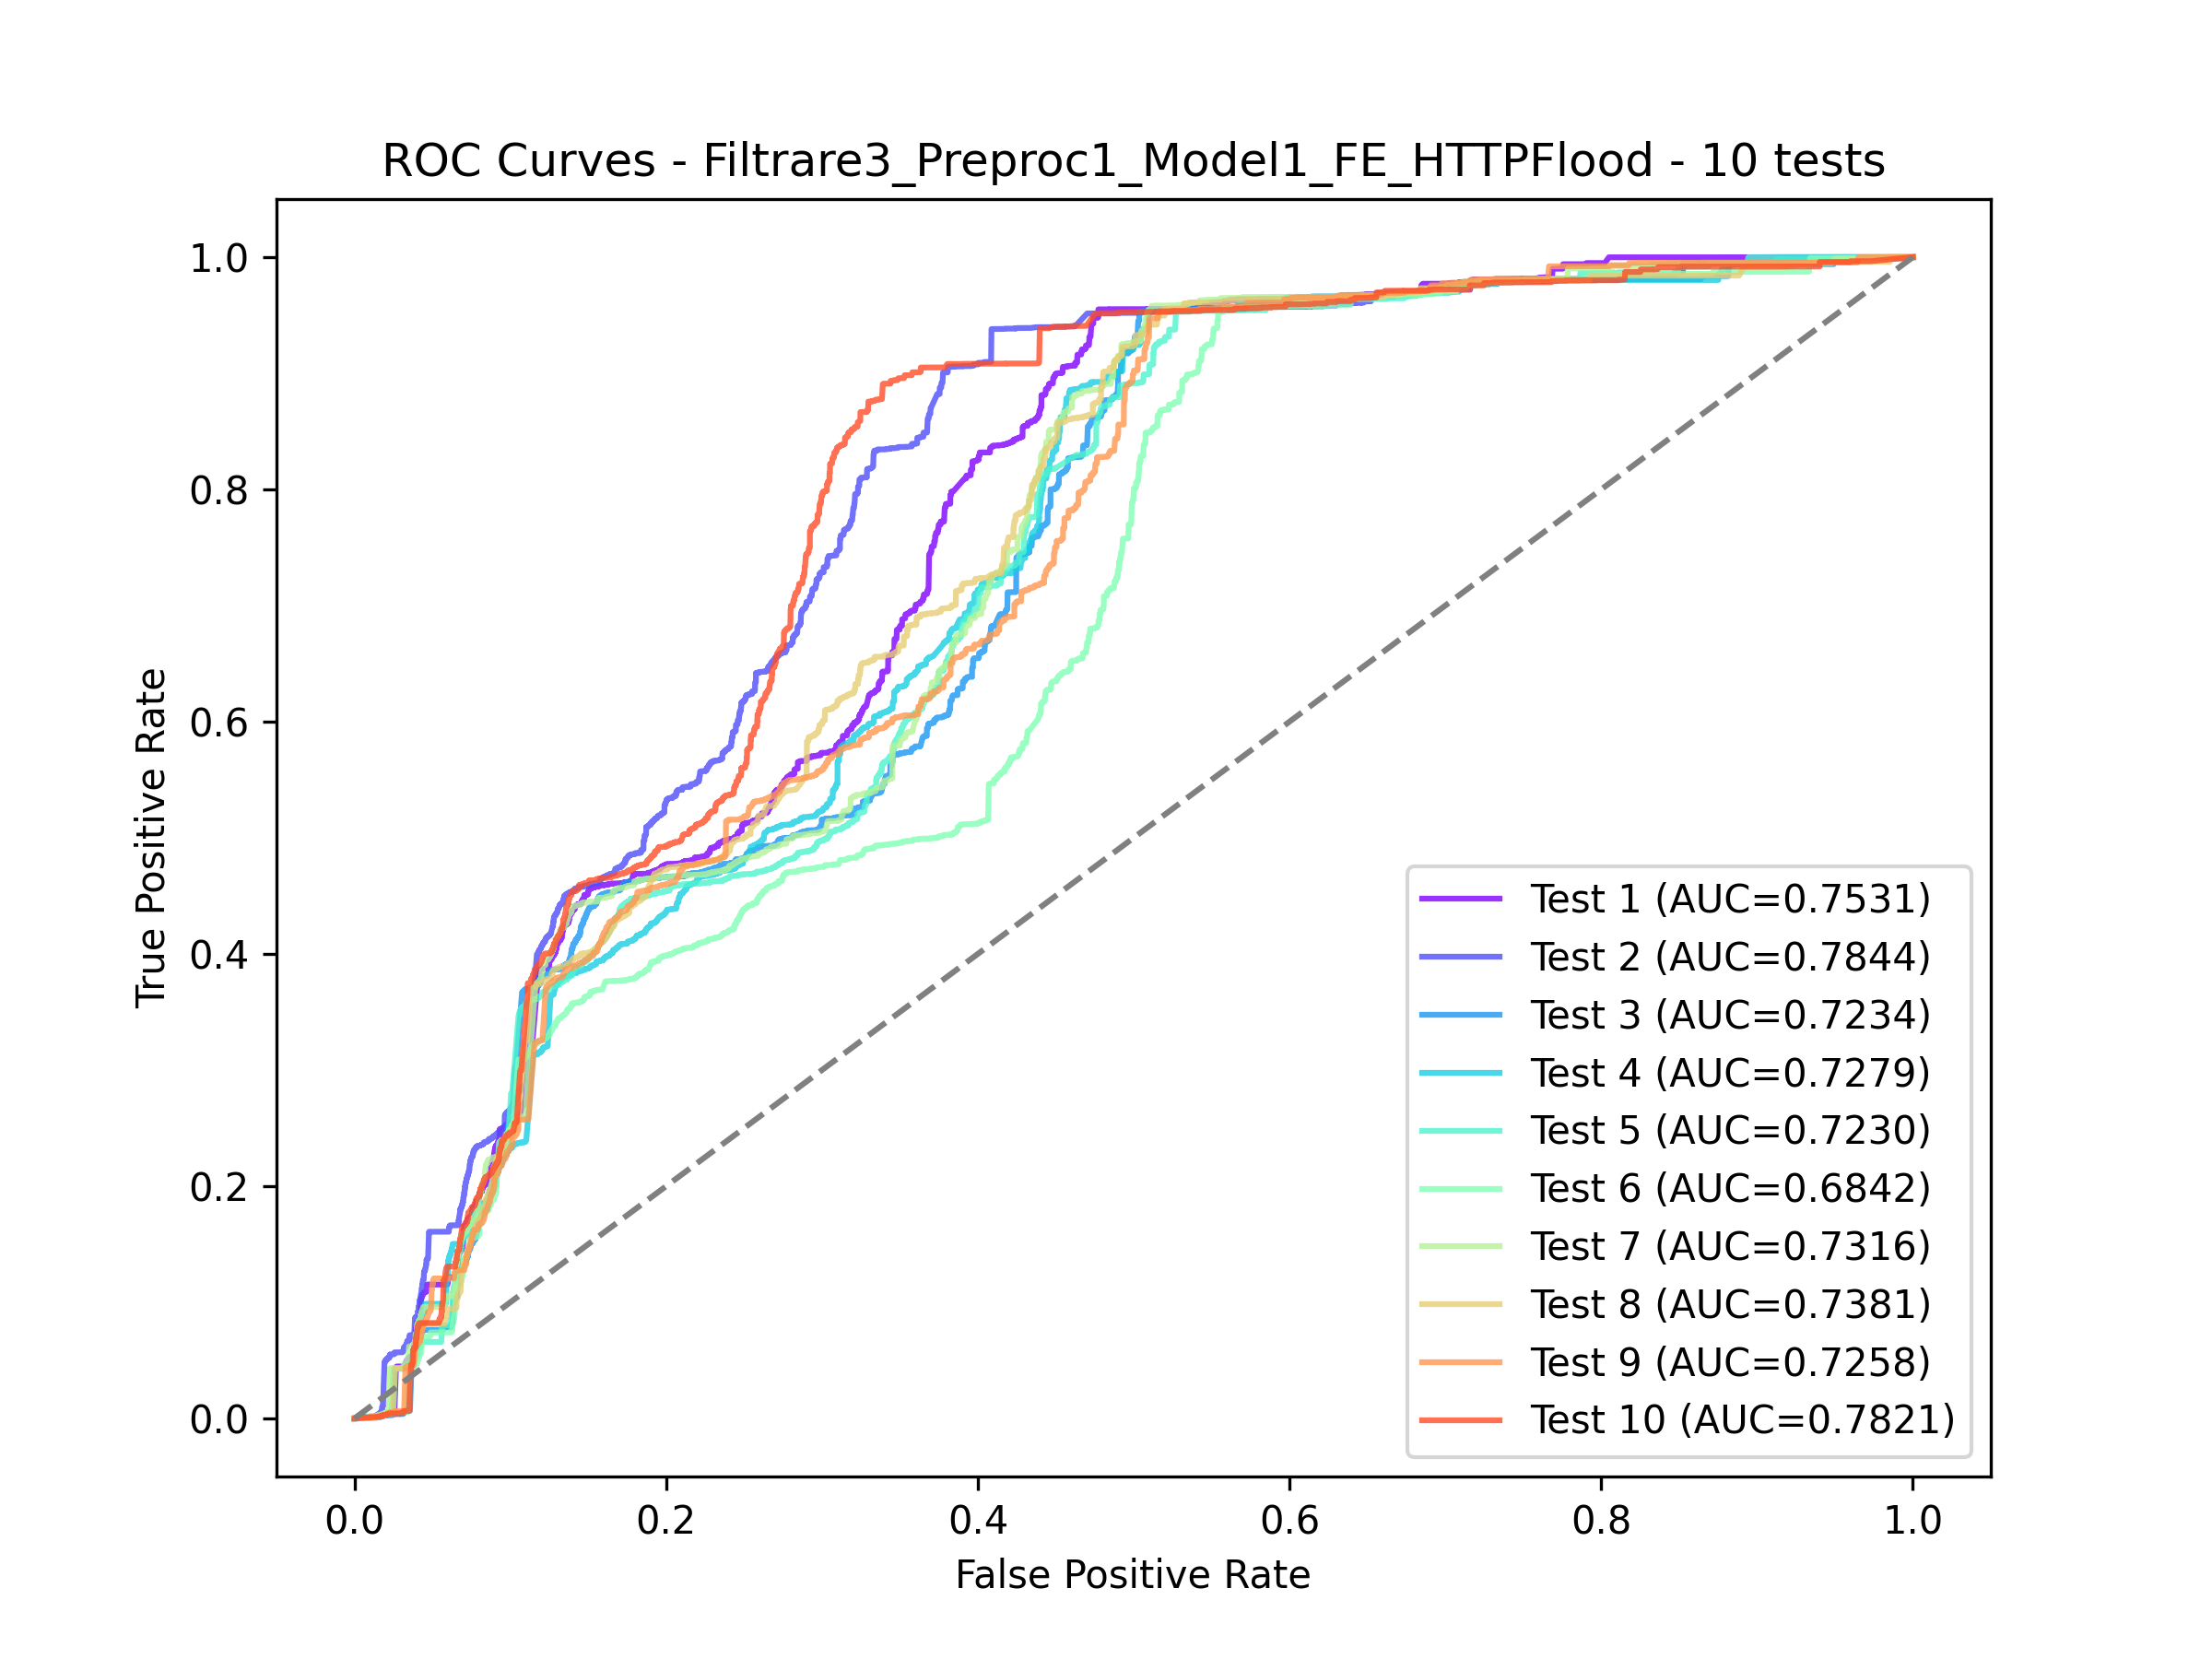 ROC Curves - Filtrare3_Preproc1_Model1_FE_HTTPFlood - 10 tests
True Positive Rate
1.0
0.8
0.6
0.4
0.2
0.0
0.0 0.2 0.4 0.6 0.8 1.0
False Positive Rate
Test 1 (AUC=0.7531)
Test 2 (AUC=0.7844)
Test 3 (AUC=0.7234)
Test 4 (AUC=0.7279)
Test 5 (AUC=0.7230)
Test 6 (AUC=0.6842)
Test 7 (AUC=0.7316)
Test 8 (AUC=0.7381)
Test 9 (AUC=0.7258)
Test 10 (AUC=0.7821)